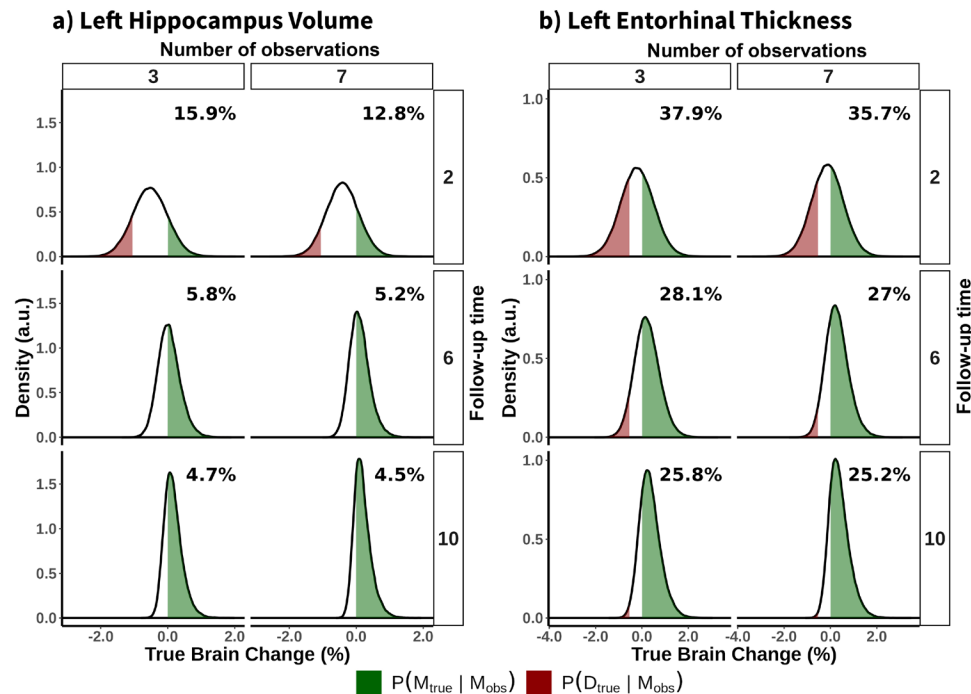 a) Left Hippocampus Volume
Number of observations
3 7
15.9% 12.8%
2
5.8% 5.2%
6
4.7% 4.5%
10
Density (a.u.)
0.0 0.5 1.0 1.5
0.0 0.5 1.0 1.5
0.0 0.5 1.0 1.5
-2.0 0.0 2.0 -2.0 0.0 2.0
True Brain Change (%)
Follow-up time
b) Left Entorhinal Thickness
Number of observations
3 7
37.9% 35.7%
2
28.1% 27%
6
25.8% 25.2%
10
Density (a.u.)
0.0 0.5 1.0
0.0 0.5 1.0
0.0 0.5 1.0
-4.0 -2.0 0.0 2.0 -4.0 -2.0 0.0 2.0
True Brain Change (%)
Follow-up time
P(Mtrue | Mobs) P(Dtrue | Mobs)